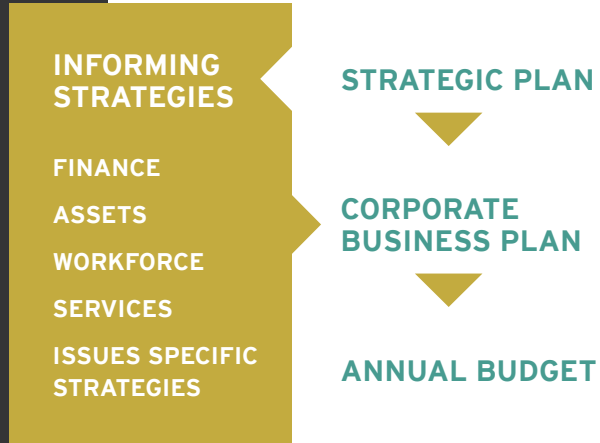 INFORMING
STRATEGIES
FINANCE
ASSETS
WORKFORCE
SERVICES
ISSUES SPECIFIC
STRATEGIES
STRATEGIC PLAN
CORPORATE
BUSINESS PLAN
ANNUAL BUDGET